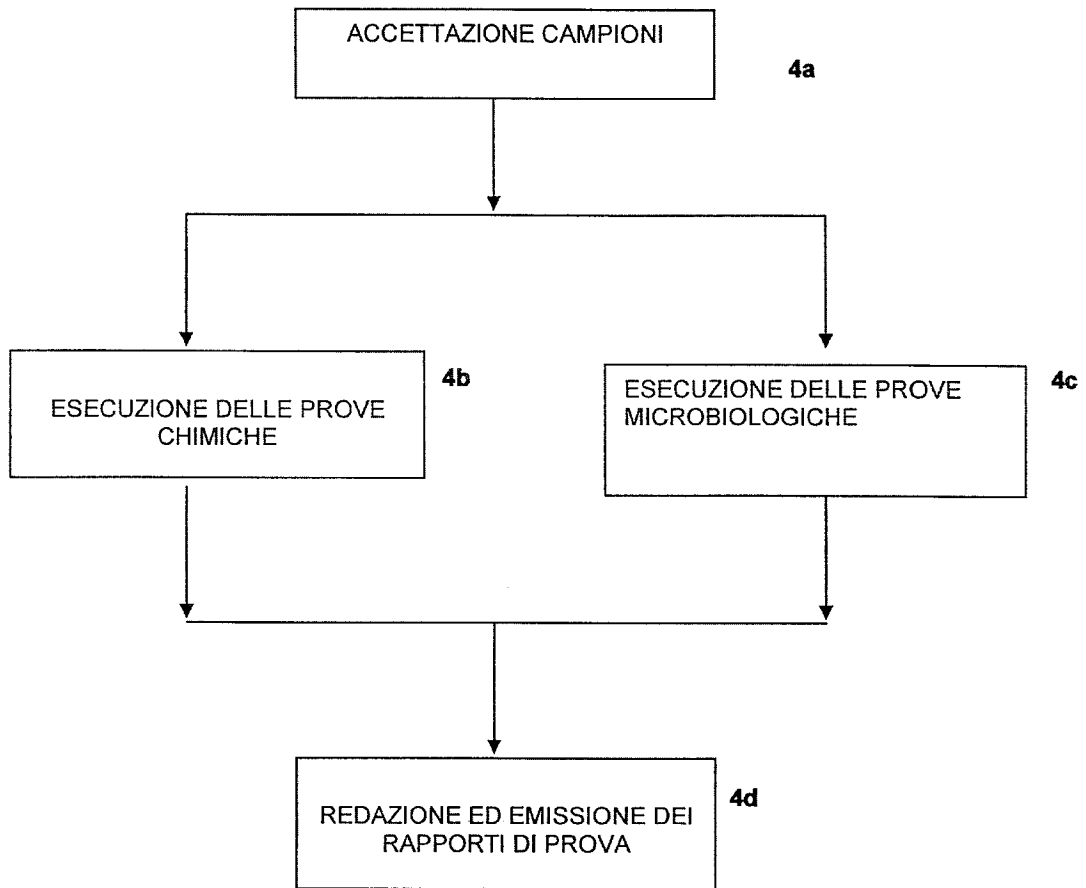 ACCETTAZIONE CAMPIONI
4a
4b
ESECUZIONE DELLE PROVE
CHIMICHE
4c
ESECUZIONE DELLE PROVE
MICROBIOLOGICHE
4d
REDAZIONE ED EMISSIONE DEI
RAPPORTI DI PROVA